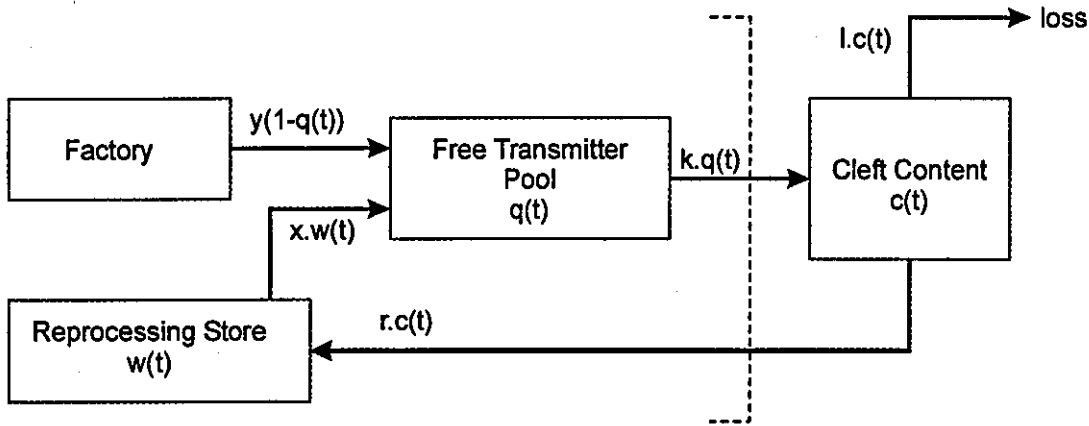 loss
l.c(t)
Factory
y(1-q(t))
Free Transmitter
Pool
q(t)
k.q(t)
Cleft Content
c(t)
x.w(t)
Reprocessing Store
w(t)
r.c(t)